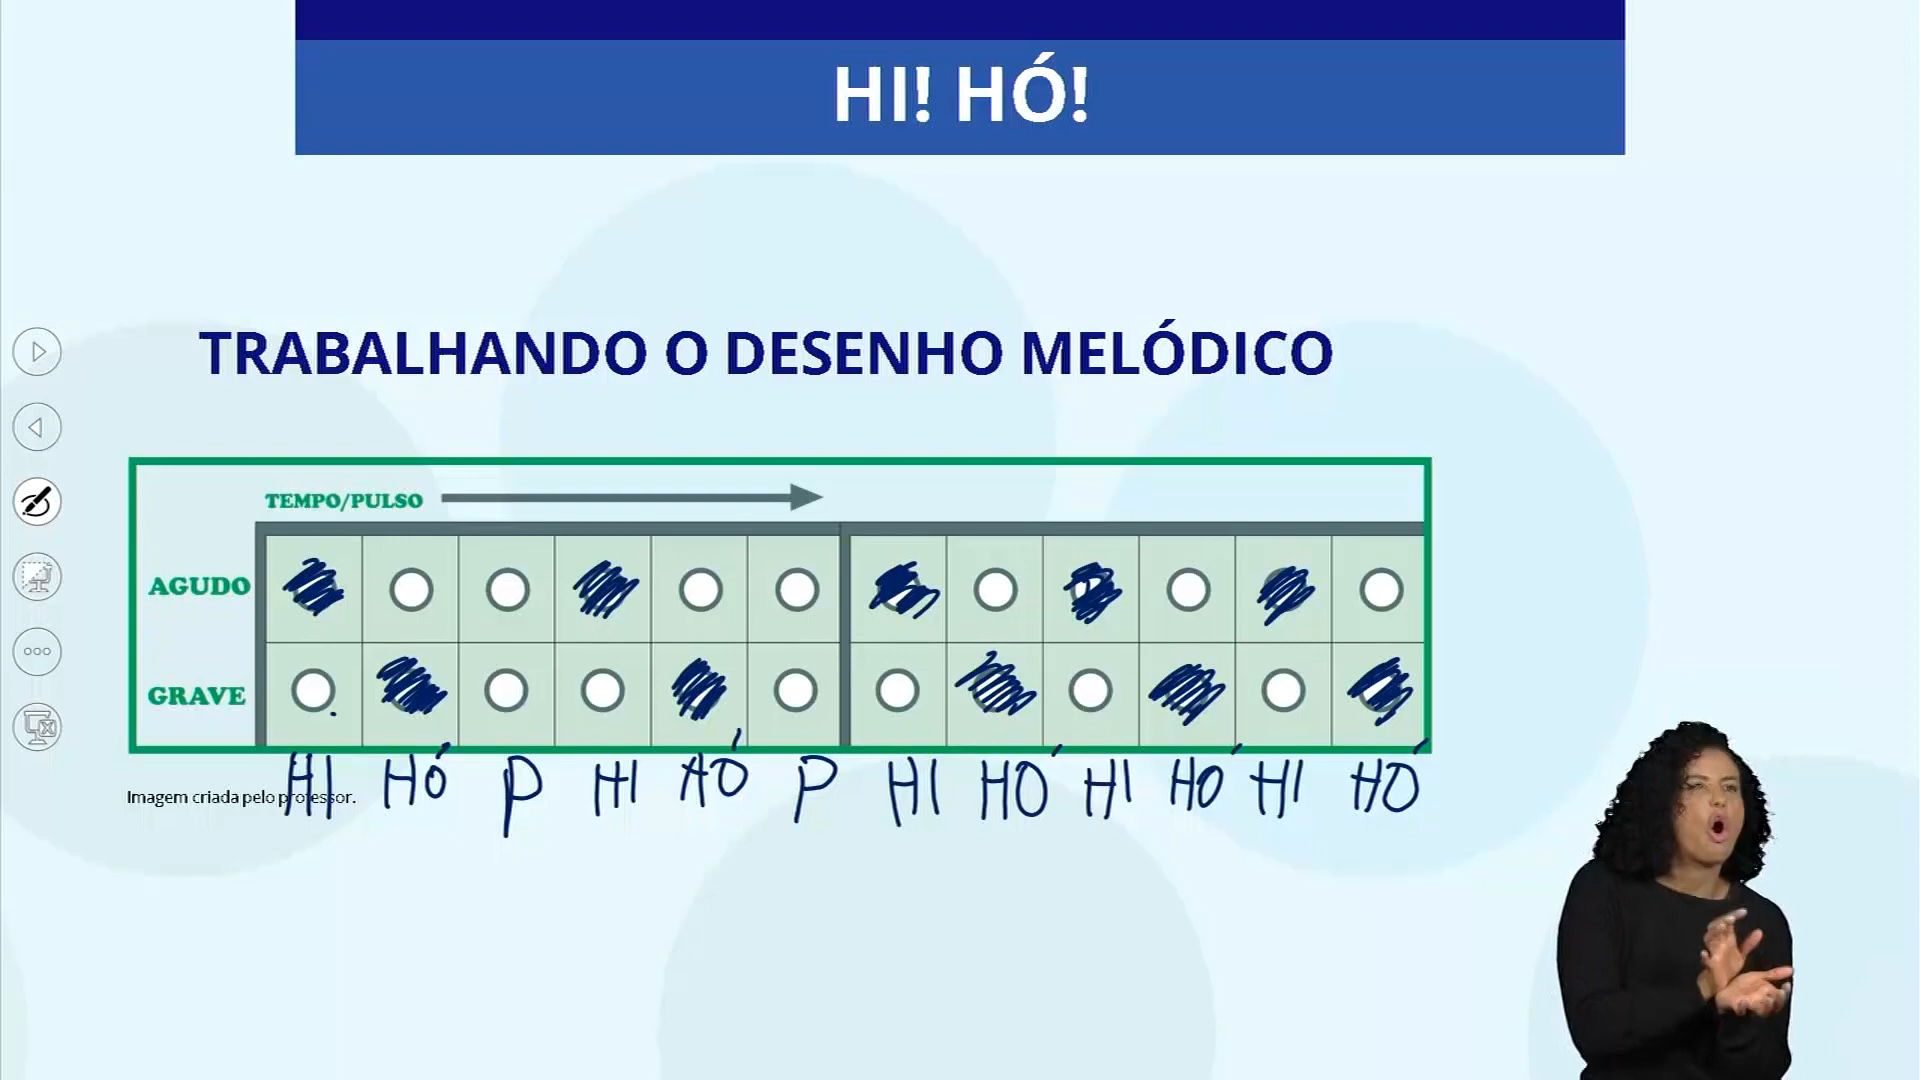 HI! HÓ!
TRABALHANDO O DESENHO MELÓDICO
TEMPO/PULSO
AGUDO
GRAVE
HI HÓ P HI HÓ P HI HÓ HI HÓ HI HÓ
Imagem criada pelo professor.